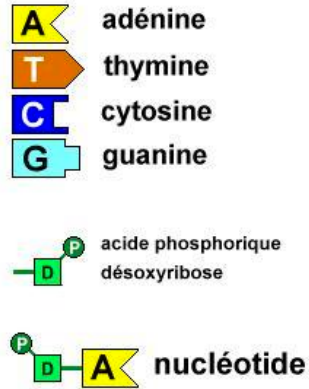 A adénine
T thymine
C cytosine
G guanine
P acide phosphorique
D désoxyribose
P
D A nucléotide